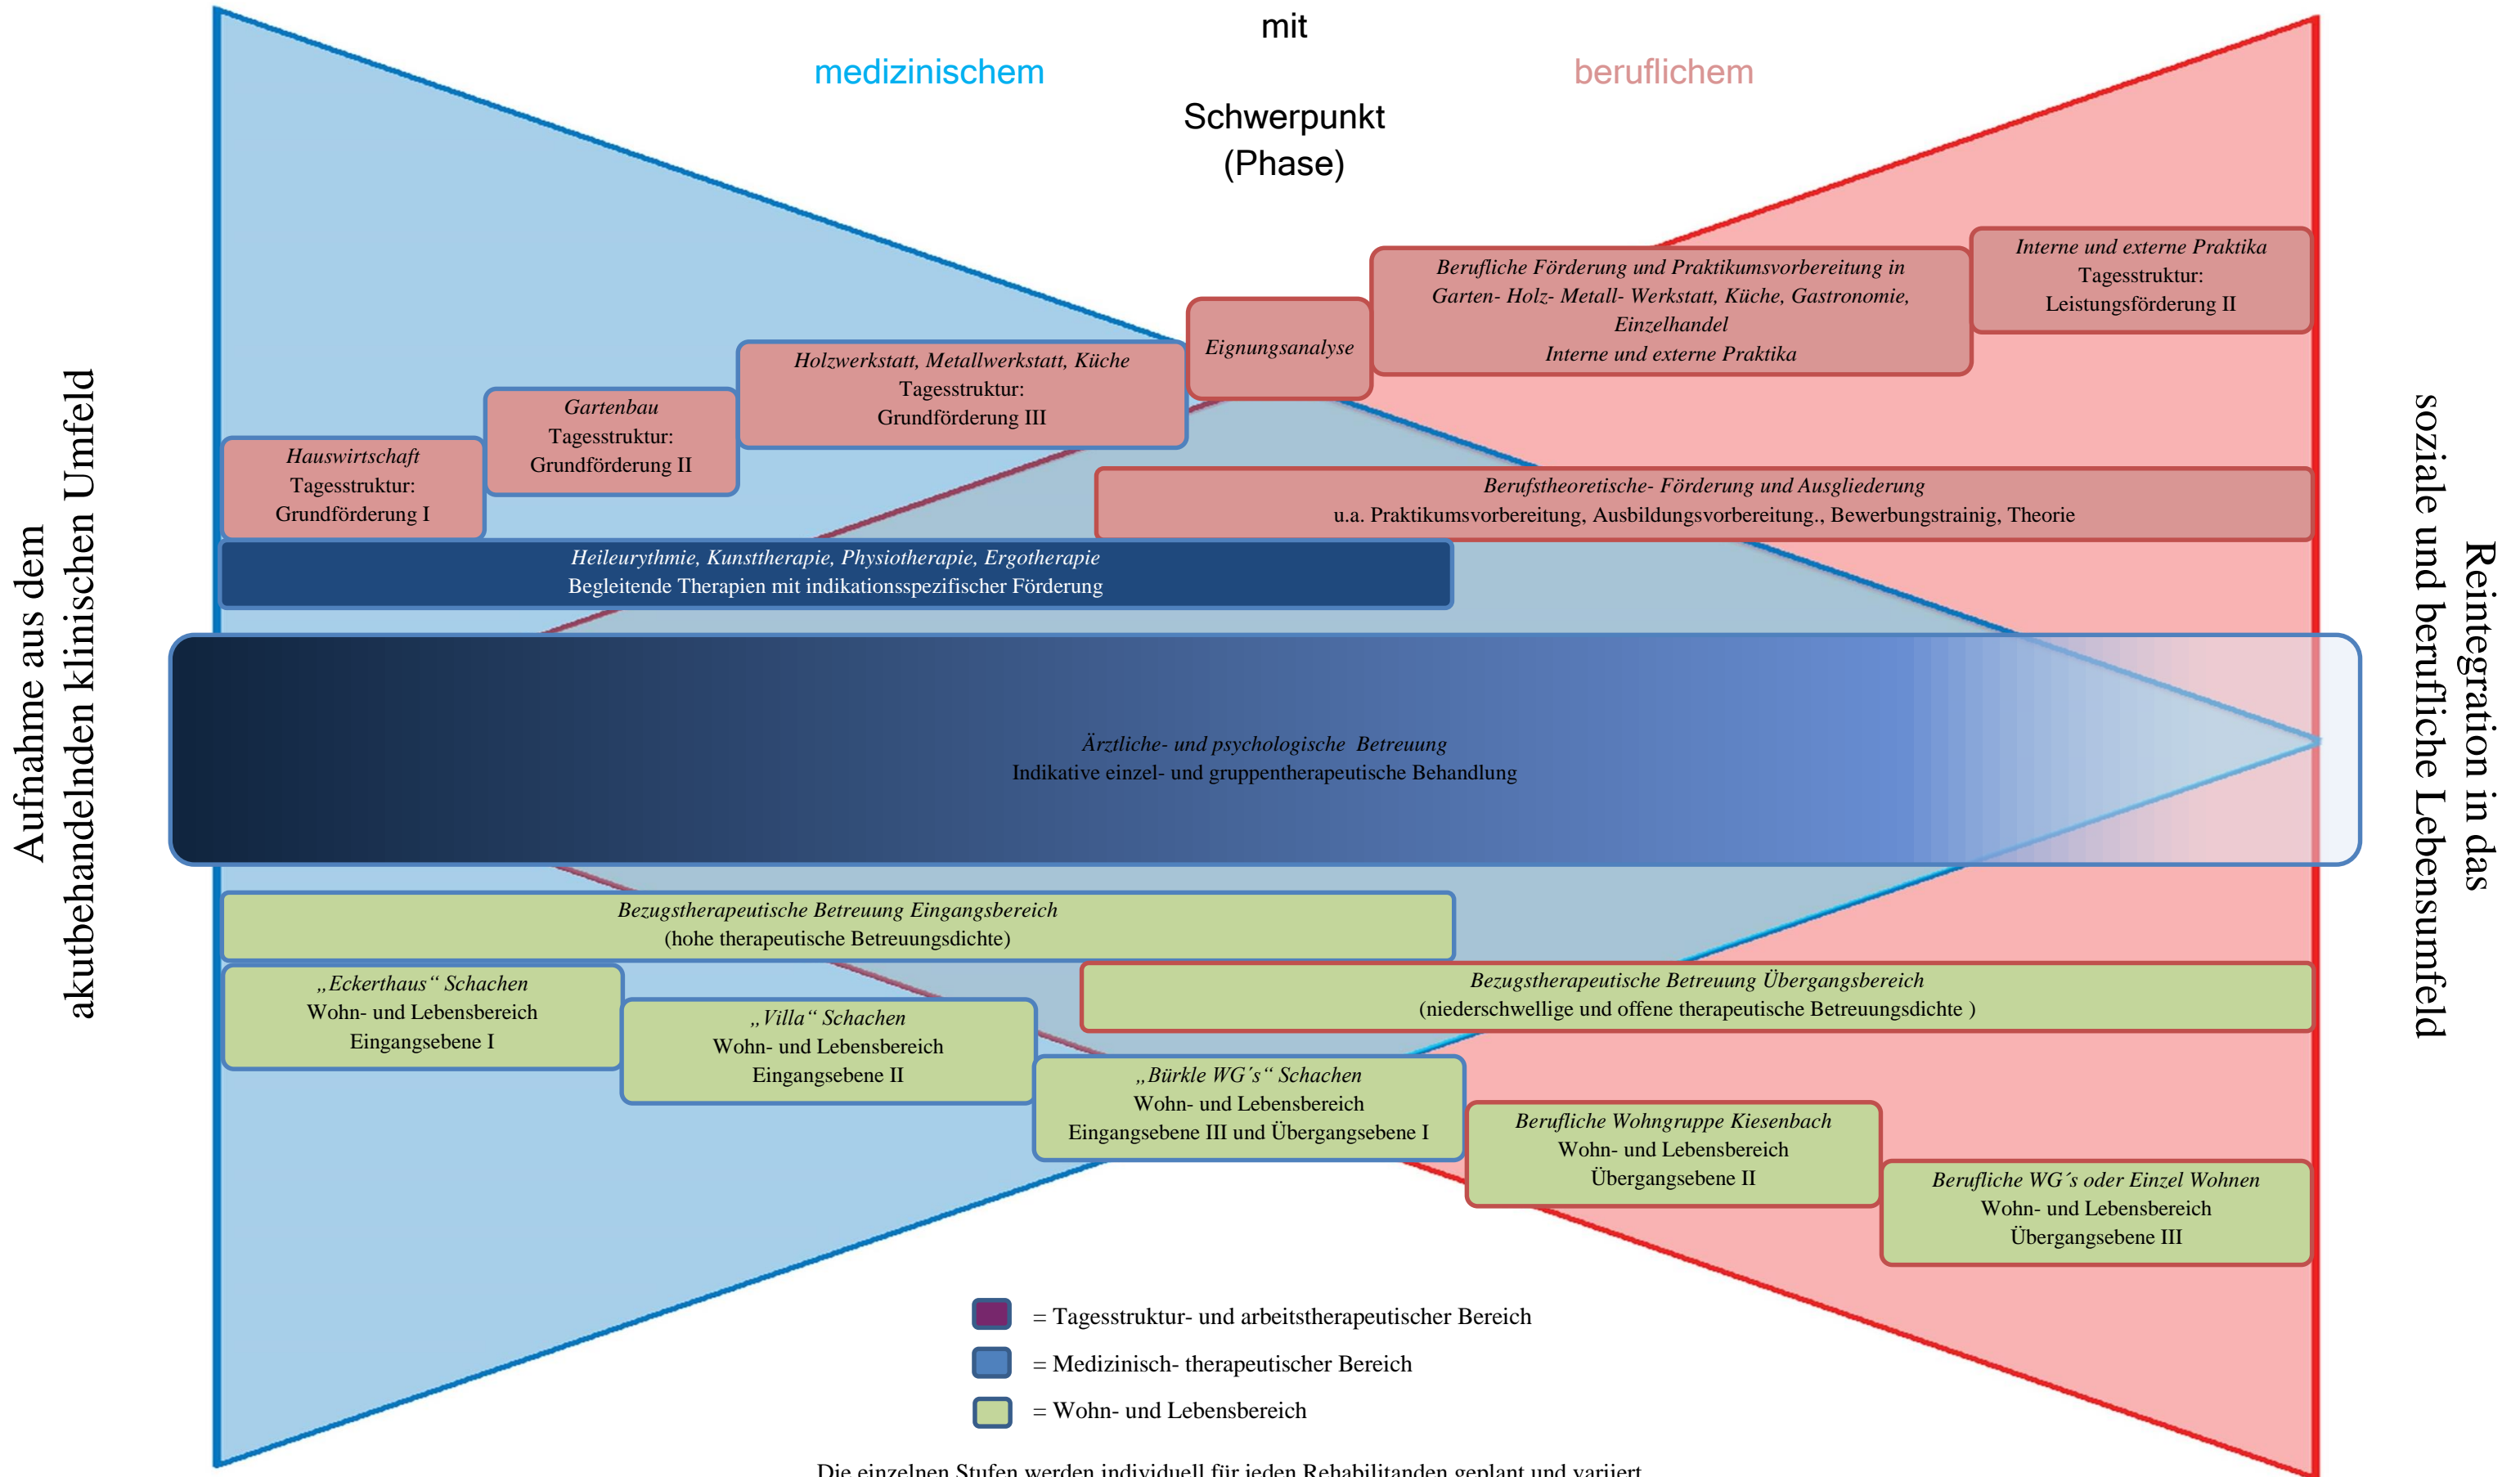 mit
medizinischem
beruflichem
Schwerpunkt
(Phase)
Aufnahme aus dem
akutbehandelnden klinischen Umfeld
Interne und externe Praktika
Tagesstruktur:
Leistungsförderung II
Berufliche Förderung und Praktikumsvorbereitung in
Garten- Holz- Metall- Werkstatt, Küche, Gastronomie,
Einzelhandel
Interne und externe Praktika
Eignungsanalyse
Holzwerkstatt, Metallwerkstatt, Küche
Tagesstruktur:
Grundförderung III
Gartenbau
Tagesstruktur:
Grundförderung II
Hauswirtschaft
Tagesstruktur:
Grundförderung I
Berufstheoretische- Förderung und Ausgliederung
u.a. Praktikumsvorbereitung, Ausbildungsvorbereitung., Bewerbungstrainig, Theorie
Heileurythmie, Kunsttherapie, Physiotherapie, Ergotherapie
Begleitende Therapien mit indikationsspezifischer Förderung
Ärztliche- und psychologische Betreuung
Indikative einzel- und gruppentherapeutische Behandlung
Bezugstherapeutische Betreuung Eingangsbereich
(hohe therapeutische Betreuungsdichte)
Bezugstherapeutische Betreuung Übergangsbereich
(niederschwellige und offene therapeutische Betreuungsdichte )
„Eckerthaus“ Schachen
Wohn- und Lebensbereich
Eingangsebene I
„Villa“ Schachen
Wohn- und Lebensbereich
Eingangsebene II
„Bürkle WG´s“ Schachen
Wohn- und Lebensbereich
Eingangsebene III und Übergangsebene I
Berufliche Wohngruppe Kiesenbach
Wohn- und Lebensbereich
Übergangsebene II
Berufliche WG´s oder Einzel Wohnen
Wohn- und Lebensbereich
Übergangsebene III
Reintegration in das
soziale und berufliche Lebensumfeld
= Tagesstruktur- und arbeitstherapeutischer Bereich
= Medizinisch- therapeutischer Bereich
= Wohn- und Lebensbereich
Die einzelnen Stufen werden individuell für jeden Rehabilitanden geplant und variiert